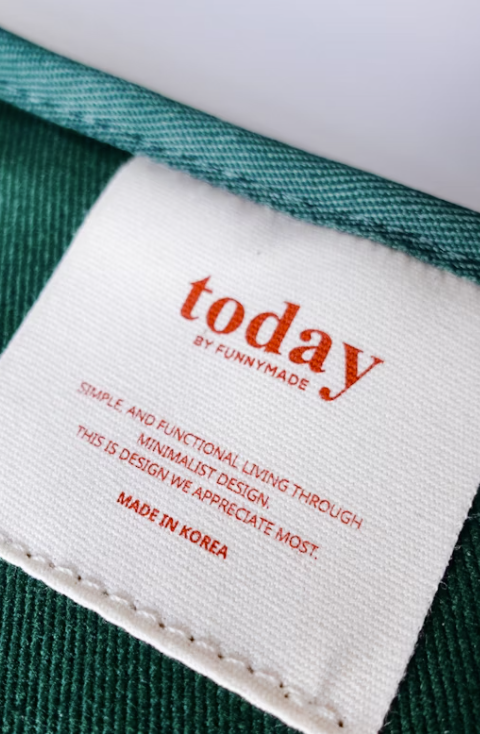 today
BY FUNNYMADE
SIMPLE, AND FUNCTIONAL LIVING THROUGH
MINIMALIST DESIGN.
THIS IS DESIGN WE APPRECIATE MOST.
MADE IN KOREA